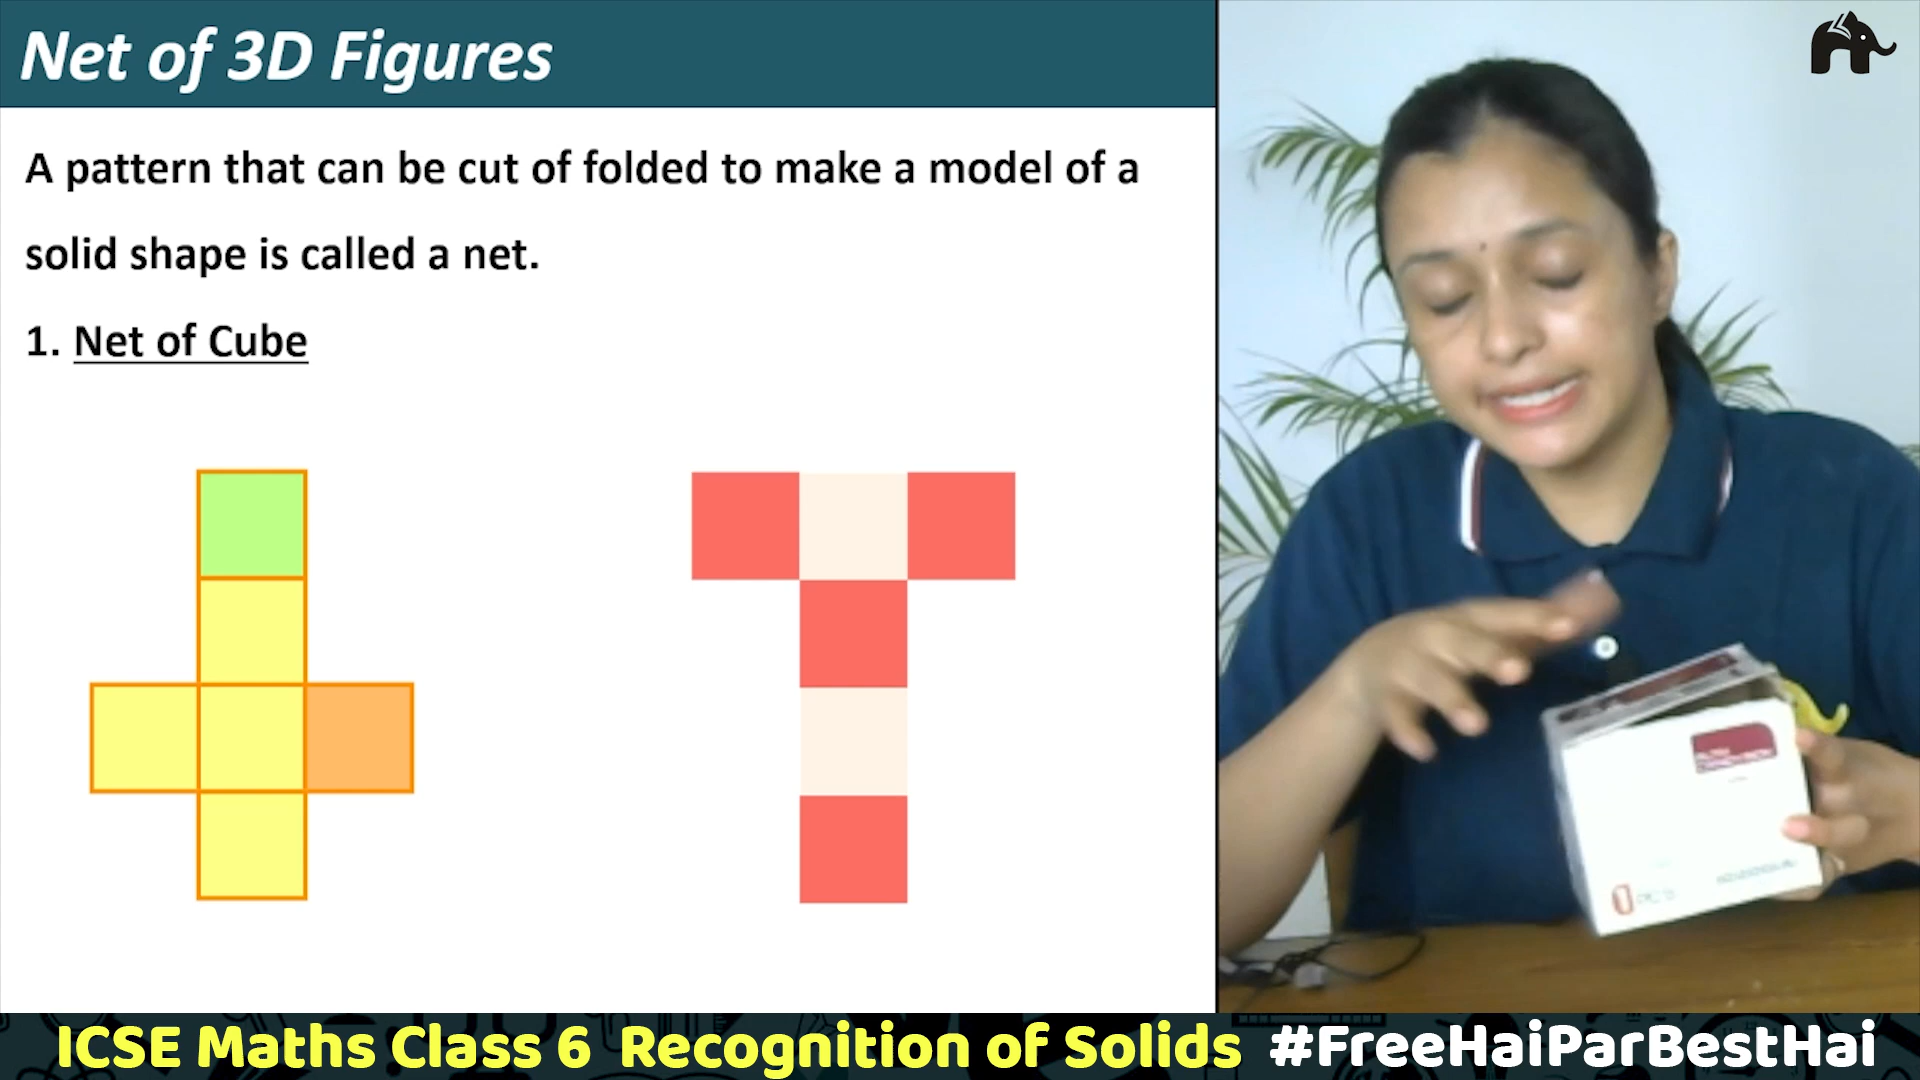 Net of 3D Figures
A pattern that can be cut of folded to make a model of a
solid shape is called a net.
1. Net of Cube
ICSE Maths Class 6 Recognition of Solids #FreeHaiParBestHai